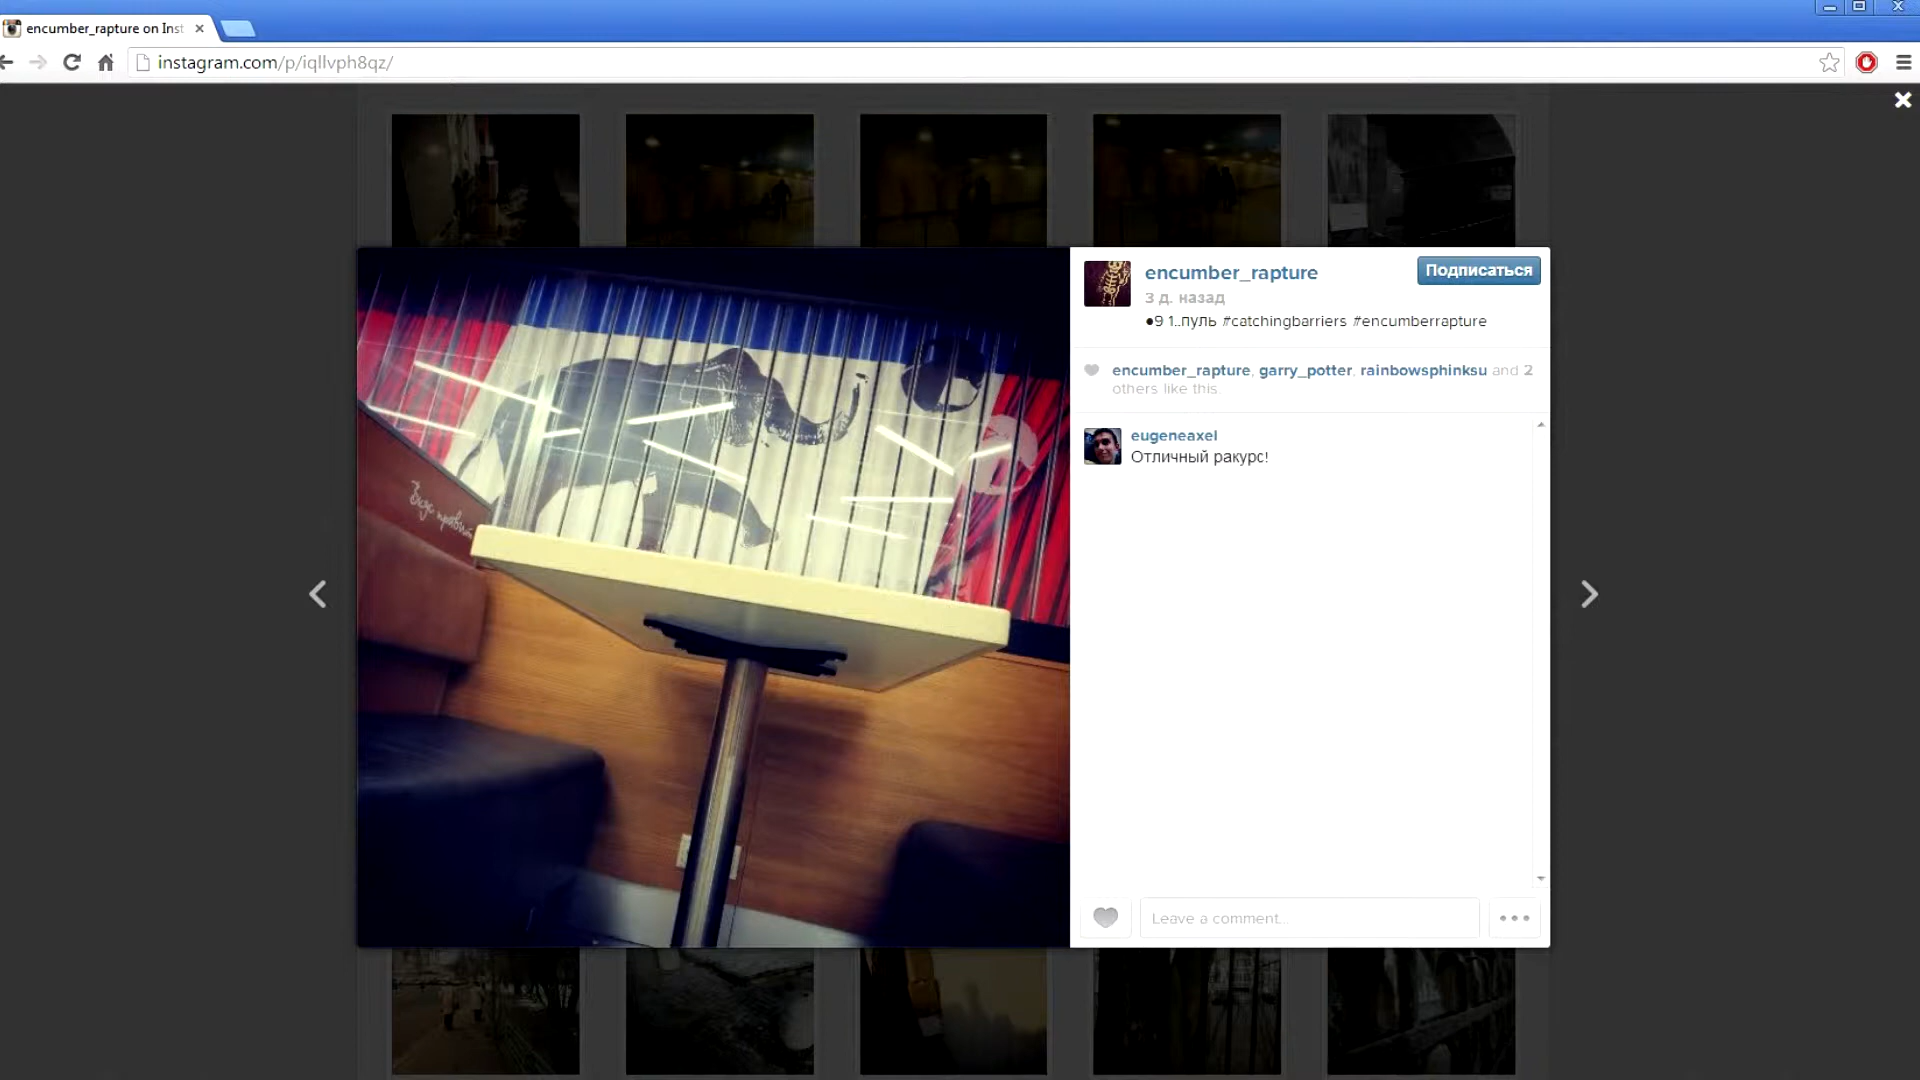 encumber_rapture on Inst
instagram.com/p/iqllvph8qz/
encumber_rapture
Подписаться
3 д. назад
●9 1..пуль #catchingbarriers #encumberrapture
encumber_rapture, garry_potter, rainbowsphinksu and 2
others like this.
eugeneaxel
Отличный ракурс!
Leave a comment...